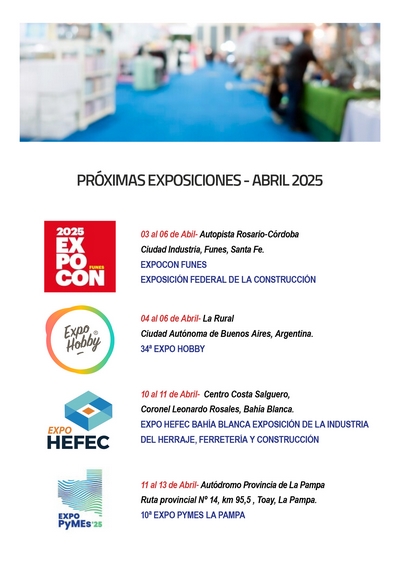 PRÓXIMAS EXPOSICIONES - ABRIL 2025
2025
EX
PO
FUNES
CON
03 al 06 de Abil- Autopista Rosario-Córdoba
Ciudad Industria, Funes, Santa Fe.
EXPOCON FUNES
EXPOSICIÓN FEDERAL DE LA CONSTRUCCIÓN
Expo
Hobby ®
04 al 06 de Abril- La Rural
Ciudad Autónoma de Buenos Aires, Argentina.
34ª EXPO HOBBY
EXPO
HEFEC
10 al 11 de Abril- Centro Costa Salguero,
Coronel Leonardo Rosales, Bahía Blanca.
EXPO HEFEC BAHÍA BLANCA EXPOSICIÓN DE LA INDUSTRIA
DEL HERRAJE, FERRETERÍA Y CONSTRUCCIÓN
EXPO
PyMEs'25
11 al 13 de Abril- Autódromo Provincia de La Pampa
Ruta provincial Nº 14, km 95,5 , Toay, La Pampa.
10ª EXPO PYMES LA PAMPA